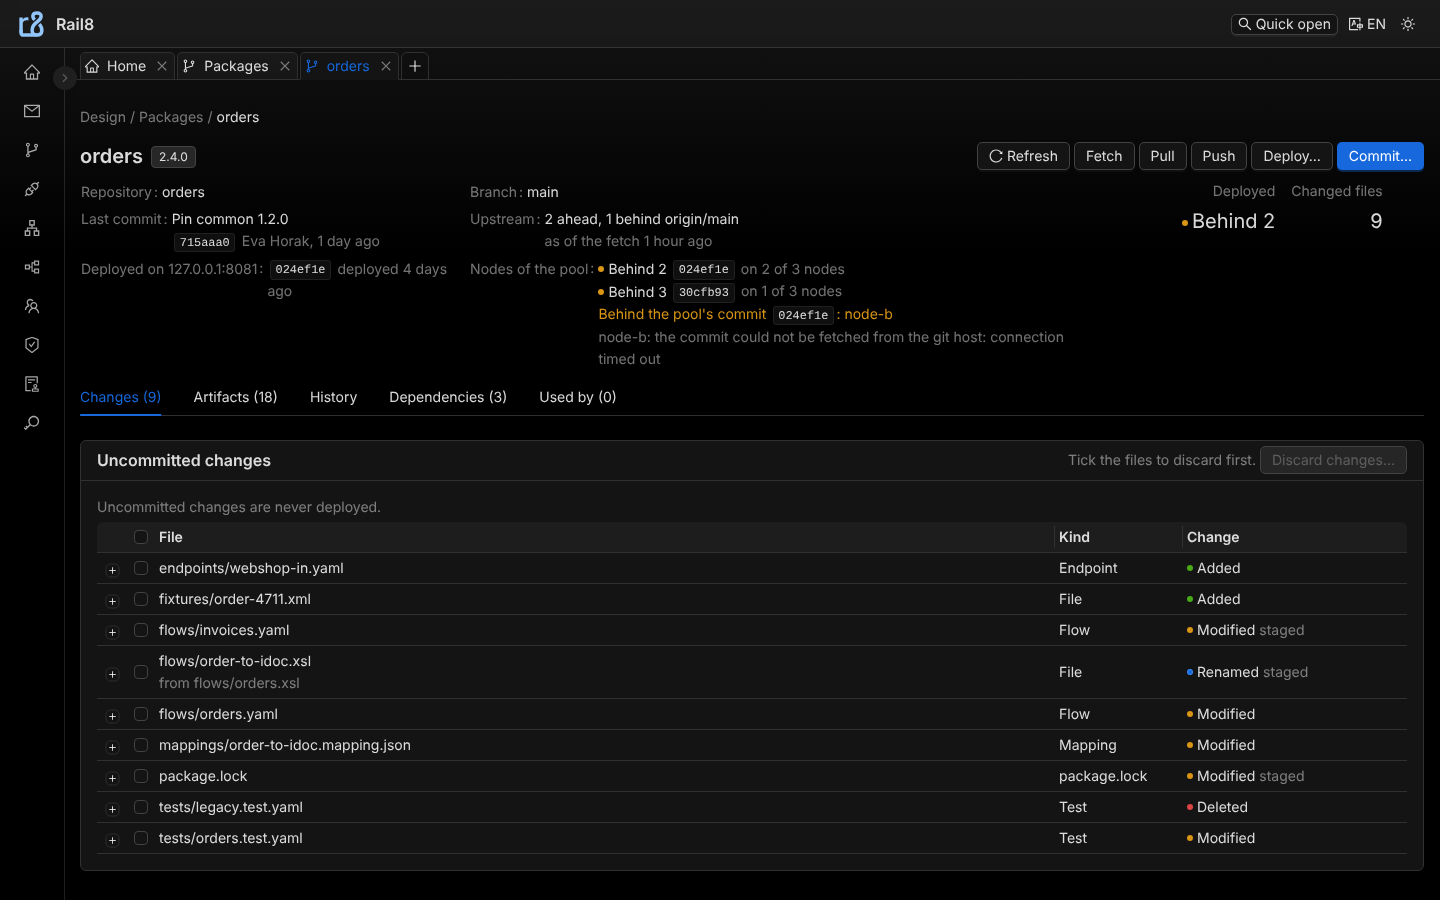 r8 Rail8
Quick open
EN
Home
Packages
orders
Design / Packages / orders
orders 2.4.0
Refresh
Fetch
Pull
Push
Deploy...
Commit...
Repository: orders
Branch: main
Deployed
Behind 2
Changed files
9
Last commit: Pin common 1.2.0
715aaa0 Eva Horak, 1 day ago
Upstream: 2 ahead, 1 behind origin/main
as of the fetch 1 hour ago
Deployed on 127.0.0.1:8081: 024ef1e deployed 4 days
ago
Nodes of the pool: Behind 2 024ef1e on 2 of 3 nodes
Behind 3 30cfb93 on 1 of 3 nodes
Behind the pool's commit 024ef1e : node-b
node-b: the commit could not be fetched from the git host: connection
timed out
Changes (9)
Artifacts (18)
History
Dependencies (3)
Used by (0)
Uncommitted changes
Tick the files to discard first.
Discard changes...
Uncommitted changes are never deployed.
File Kind Change
endpoints/webshop-in.yaml Endpoint Added
fixtures/order-4711.xml File Added
flows/invoices.yaml Flow Modified staged
flows/order-to-idoc.xsl File Renamed staged
from flows/orders.xsl
flows/orders.yaml Flow Modified
mappings/order-to-idoc.mapping.json Mapping Modified
package.lock package.lock Modified staged
tests/legacy.test.yaml Test Deleted
tests/orders.test.yaml Test Modified